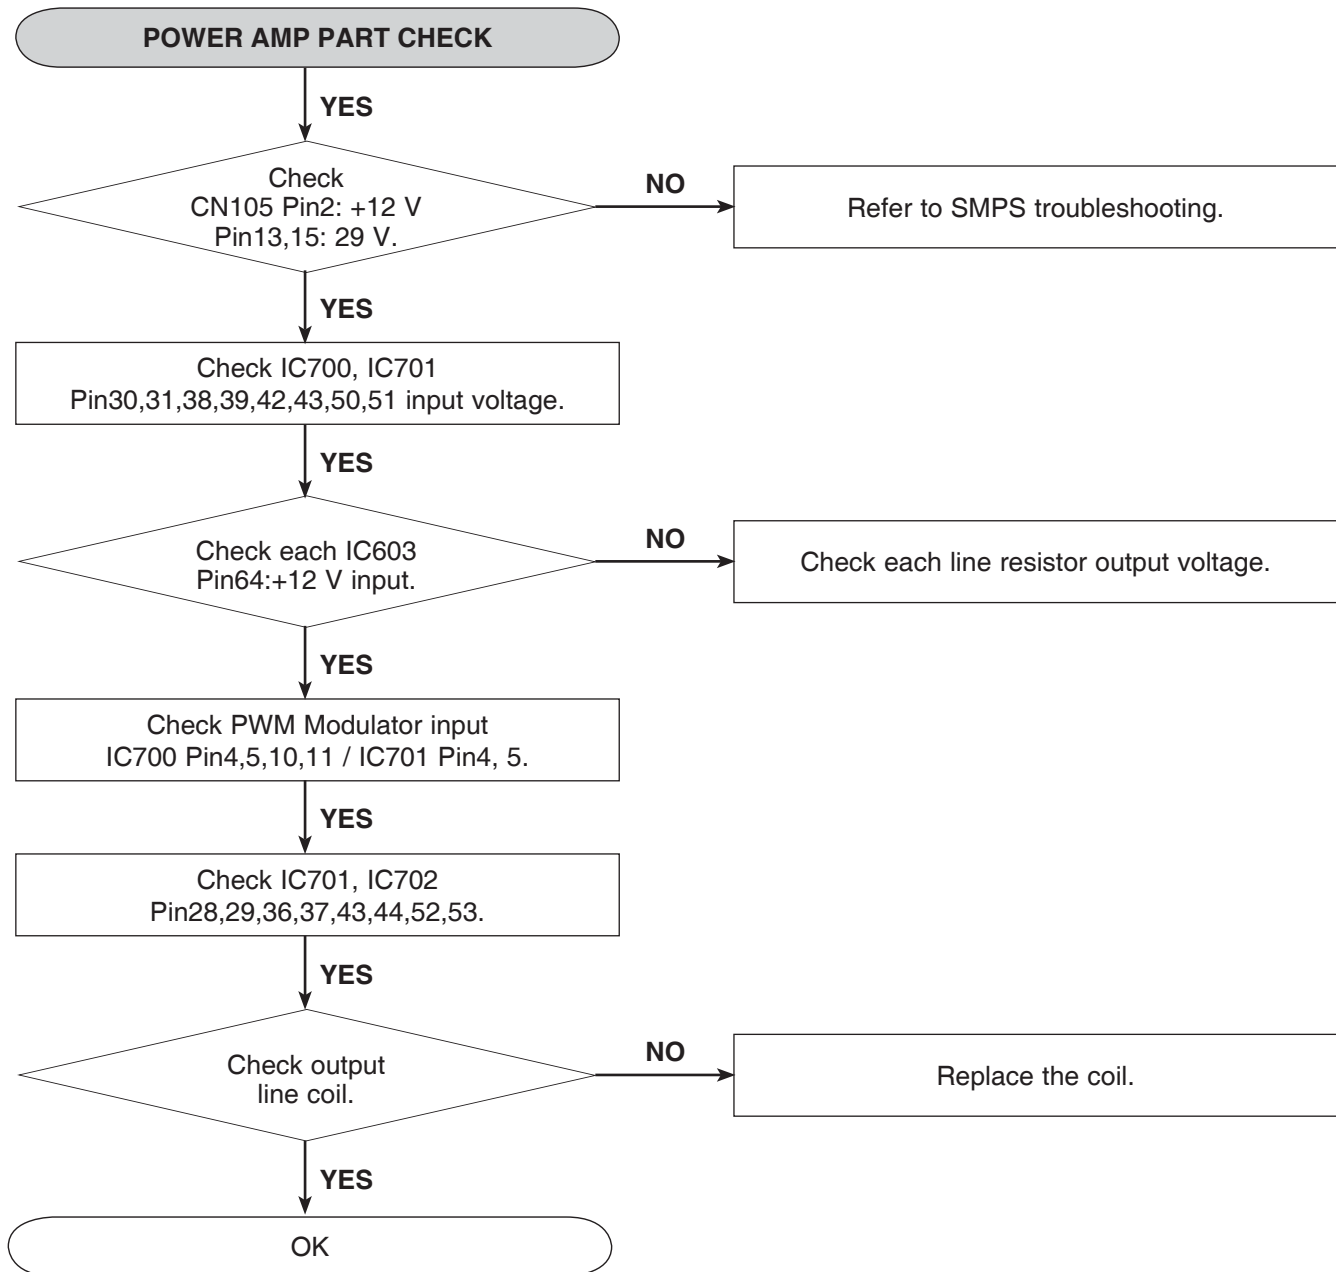 POWER AMP PART CHECK
YES
Check
CN105 Pin2: +12 V
Pin13,15: 29 V.
NO
Refer to SMPS troubleshooting.
YES
Check IC700, IC701
Pin30,31,38,39,42,43,50,51 input voltage.
YES
Check each IC603
Pin64:+12 V input.
NO
Check each line resistor output voltage.
YES
Check PWM Modulator input
IC700 Pin4,5,10,11 / IC701 Pin4, 5.
YES
Check IC701, IC702
Pin28,29,36,37,43,44,52,53.
YES
Check output
line coil.
NO
Replace the coil.
YES
OK